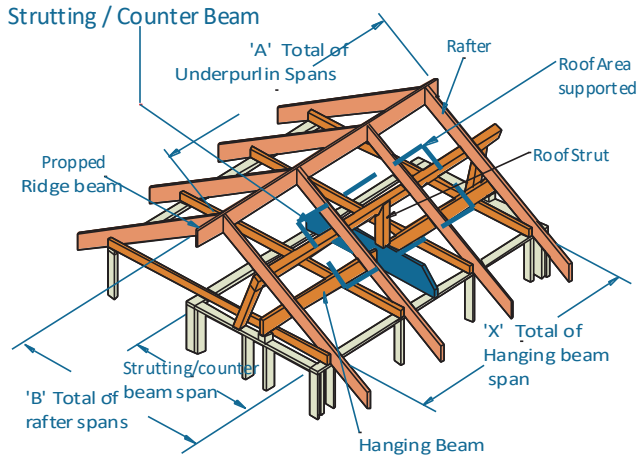 Strutting / Counter Beam
'A' Total of
Underpurlin Spans
Rafter
Roof Area
supported
Propped
Ridge beam
Roof Strut
'X' Total of
Hanging beam
span
Strutting/counter
beam span
'B' Total of
rafter spans
Hanging Beam